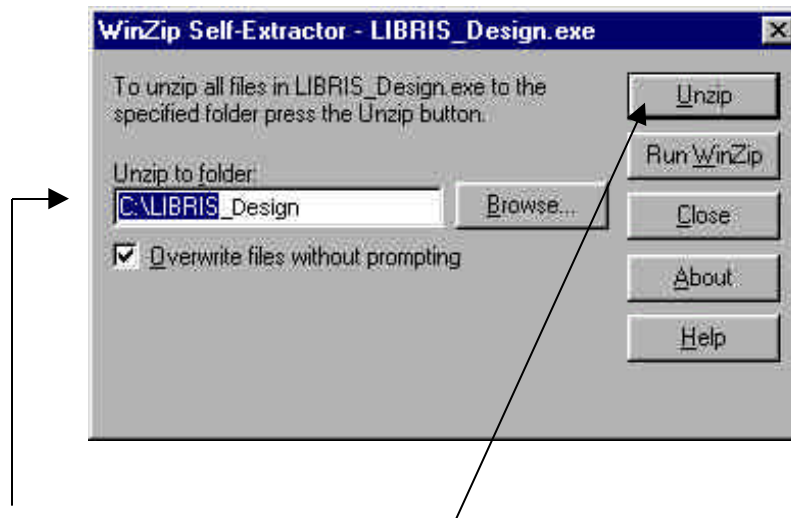 WinZip Self-Extractor - LIBRIS_Design.exe
To unzip all files in LIBRIS_Design.exe to the
specified folder press the Unzip button.
Unzip to folder:
C:\LIBRIS_Design
Browse...
Overwrite files without prompting
Unzip
Run WinZip
Close
About
Help